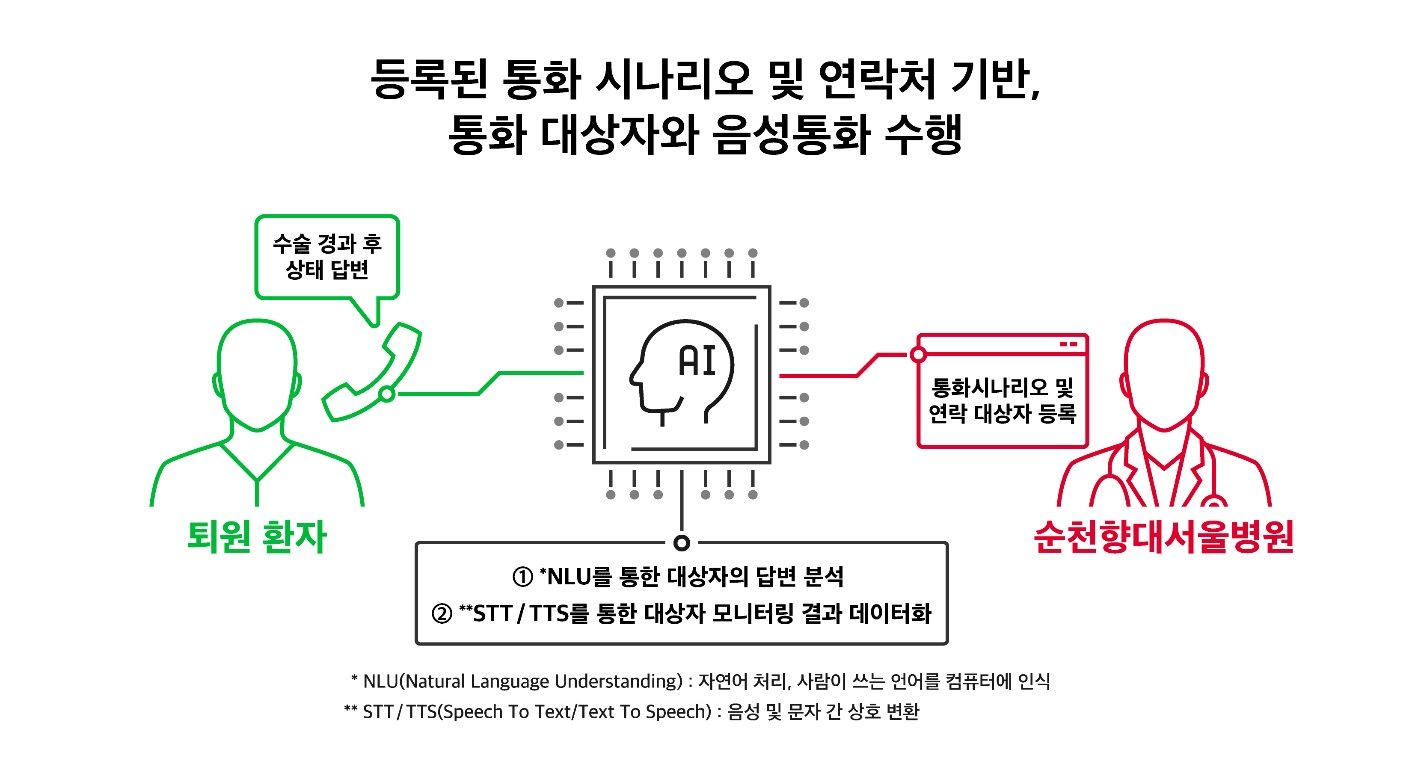 등록된 통화 시나리오 및 연락처 기반,
통화 대상자와 음성통화 수행
수술 경과 후
상태 답변
AI
통화시나리오 및
연락 대상자 등록
퇴원 환자
순천향대서울병원
① *NLU를 통한 대상자의 답변 분석
② **STT / TTS를 통한 대상자 모니터링 결과 데이터화
* NLU(Natural Language Understanding) : 자연어 처리, 사람이 쓰는 언어를 컴퓨터에 인식
** STT / TTS(Speech To Text/Text To Speech) : 음성 및 문자 간 상호 변환